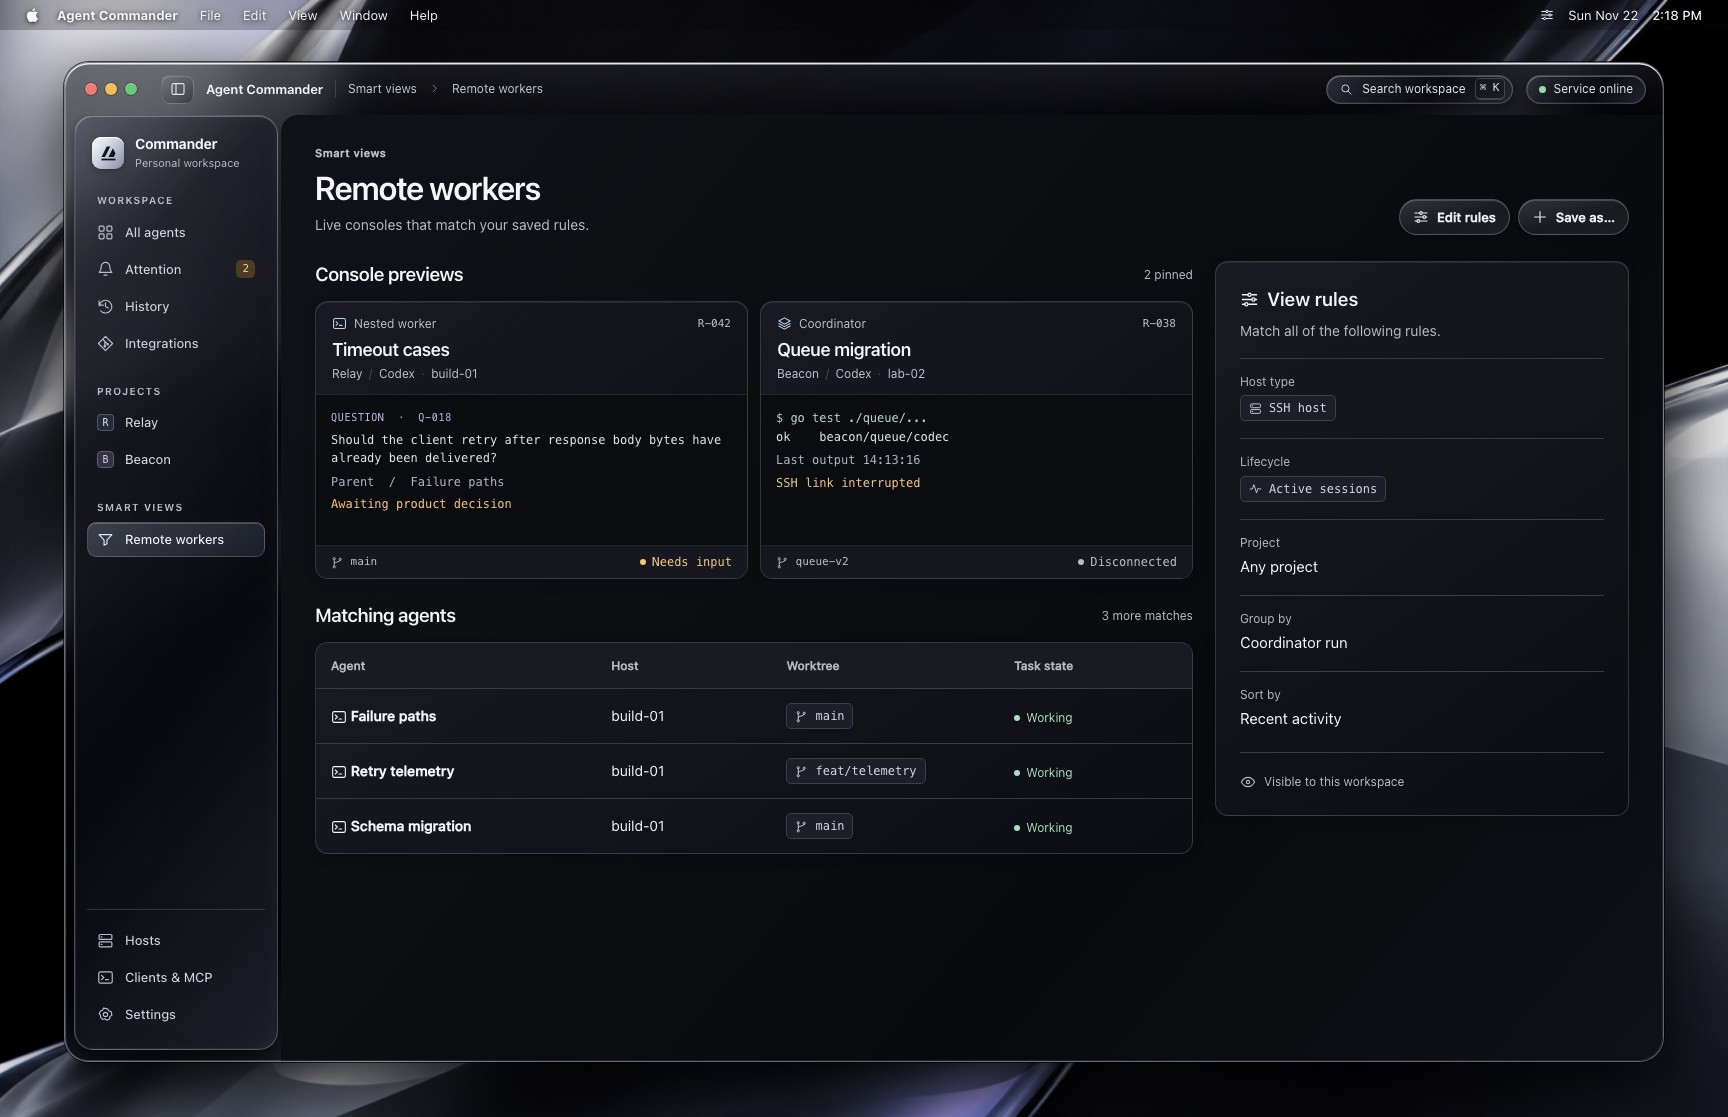 Agent Commander File Edit View Window Help
Sun Nov 22 2:18 PM
Agent Commander Smart views Remote workers
Search workspace ⌘ K
Service online
Commander
Personal workspace
WORKSPACE
All agents
Attention 2
History
Integrations
PROJECTS
R Relay
B Beacon
SMART VIEWS
Remote workers
Hosts
Clients & MCP
Settings
Smart views
Remote workers
Live consoles that match your saved rules.
Edit rules
Save as...
Console previews
2 pinned
Nested worker R-042
Timeout cases
Relay / Codex · build-01
QUESTION · Q-018
Should the client retry after response body bytes have
already been delivered?
Parent / Failure paths
Awaiting product decision
main Needs input
Coordinator R-038
Queue migration
Beacon / Codex · lab-02
$ go test ./queue/...
ok beacon/queue/codec
Last output 14:13:16
SSH link interrupted
queue-v2 Disconnected
Matching agents
3 more matches
Agent Host Worktree Task state
Failure paths build-01 main Working
Retry telemetry build-01 feat/telemetry Working
Schema migration build-01 main Working
View rules
Match all of the following rules.
Host type
SSH host
Lifecycle
Active sessions
Project
Any project
Group by
Coordinator run
Sort by
Recent activity
Visible to this workspace